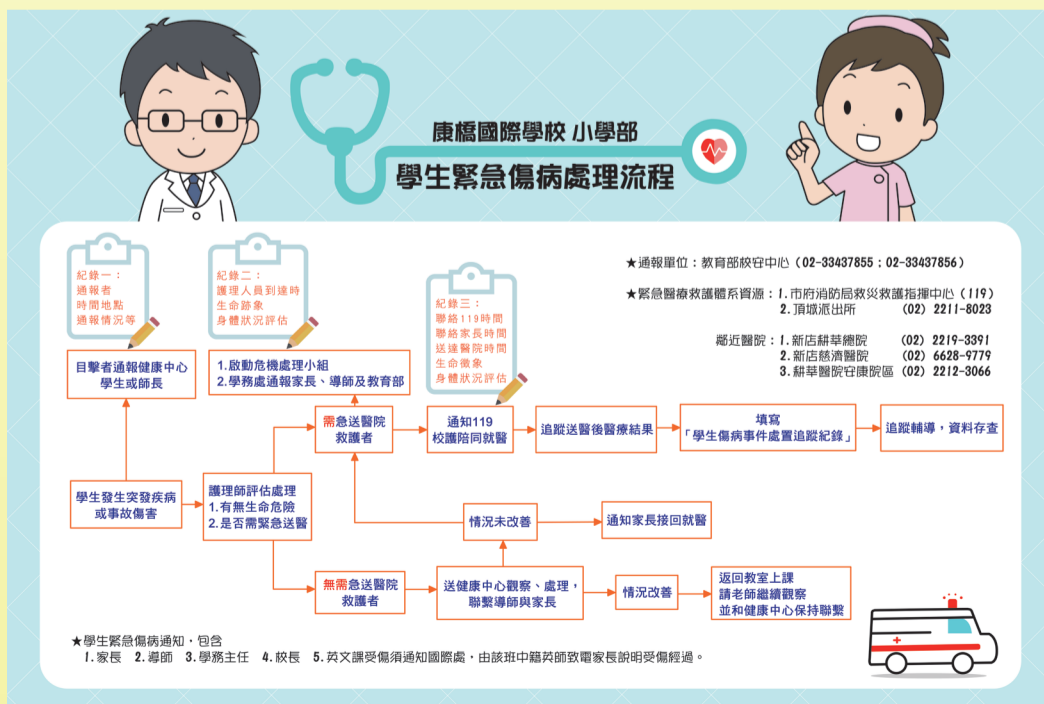 康橋國際學校 小學部
學生緊急傷病處理流程
紀錄一：
通報者
時間地點
通報情況等
紀錄二：
護理人員到達時
生命跡象
身體狀況評估
紀錄三：
聯絡119時間
聯絡家長時間
送達醫院時間
生命徵象
身體狀況評估
★通報單位：教育部校安中心（02-33437855；02-33437856）
★緊急醫療救護體系資源：1.市府消防局救災救護指揮中心（119）
2.頂城派出所 （02）2211-8023
鄰近醫院：1.新店耕莘總院 （02）2219-3391
2.新店慈濟醫院 （02）6628-9779
3.耕莘醫院安康院區（02）2212-3066
目擊者通報健康中心
學生或師長
1.啟動危機處理小組
2.學務處通報家長、導師及教育部
需急送醫院
救護者
通知119
校護陪同就醫
追蹤送醫後醫療結果
填寫
「學生傷病事件處置追蹤紀錄」
追蹤輔導，資料存查
學生發生突發疾病
或事故傷害
護理師評估處理
1.有無生命危險
2.是否需緊急送醫
情況未改善
通知家長接回就醫
無需急送醫院
救護者
送健康中心觀察、處理，
聯繫導師與家長
情況改善
返回教室上課
請老師繼續觀察
並和健康中心保持聯繫
★學生緊急傷病通知，包含
1.家長 2.導師 3.學務主任 4.校長 5.英文課受傷須通知國際處，由該班中籍英師致電家長說明受傷經過。